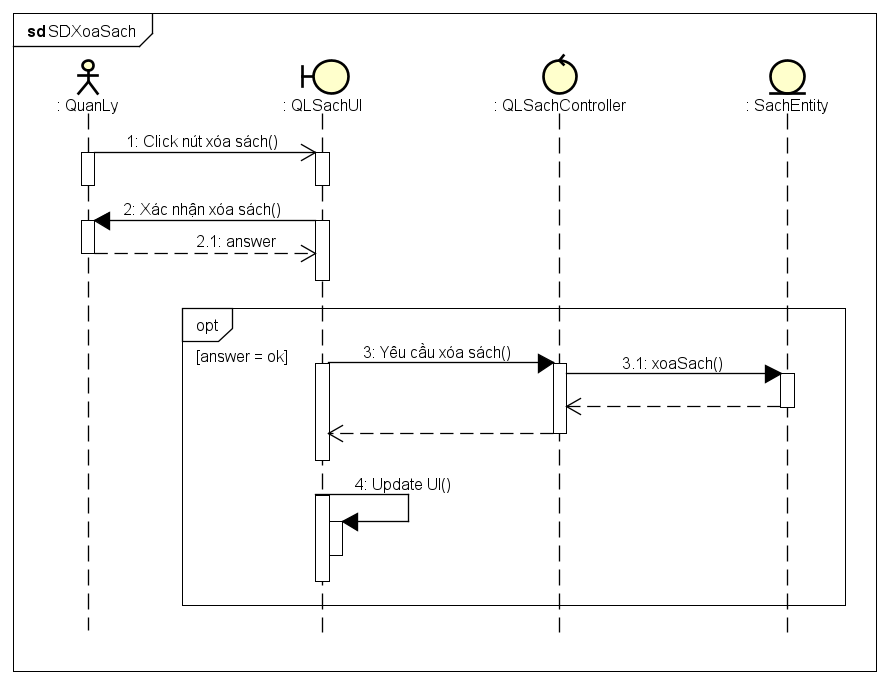 sd SDXoaSach
: QuanLy
: QLSachUI
: QLSachController
: SachEntity
1: Click nút xóa sách()
2: Xác nhận xóa sách()
2.1: answer
opt
[answer = ok]
3: Yêu cầu xóa sách()
3.1: xoaSach()
4: Update UI()